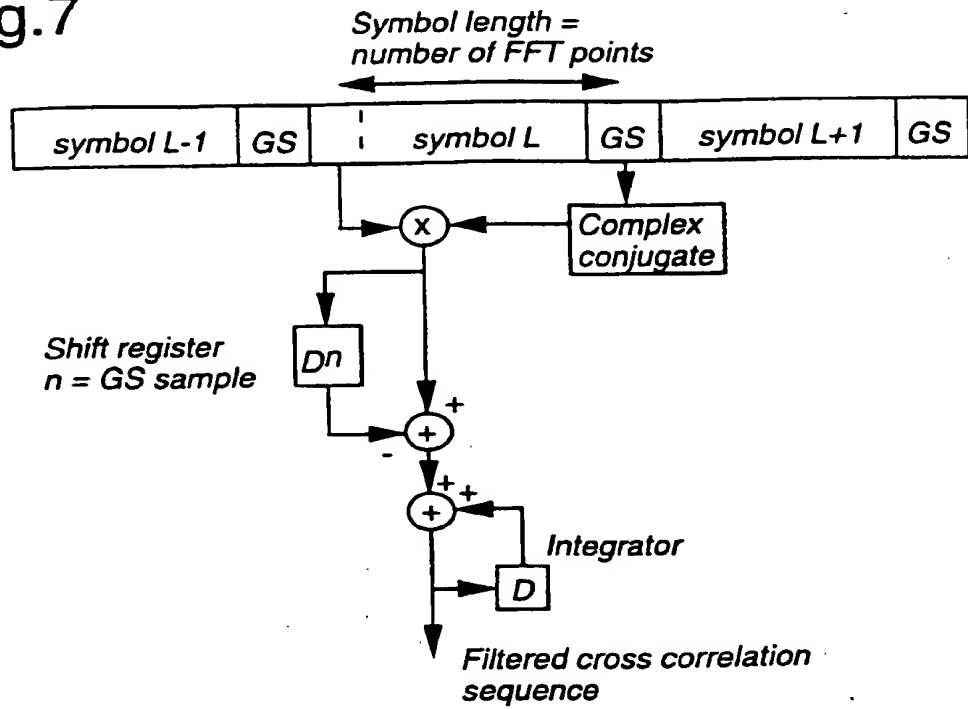 g.7
Symbol length =
number of FFT points
symbol L-1 GS symbol L GS symbol L+1 GS
x
Complex
conjugate
Shift register
n = GS sample
Dn
+
+
-
+ +
+
Integrator
D
Filtered cross correlation
sequence